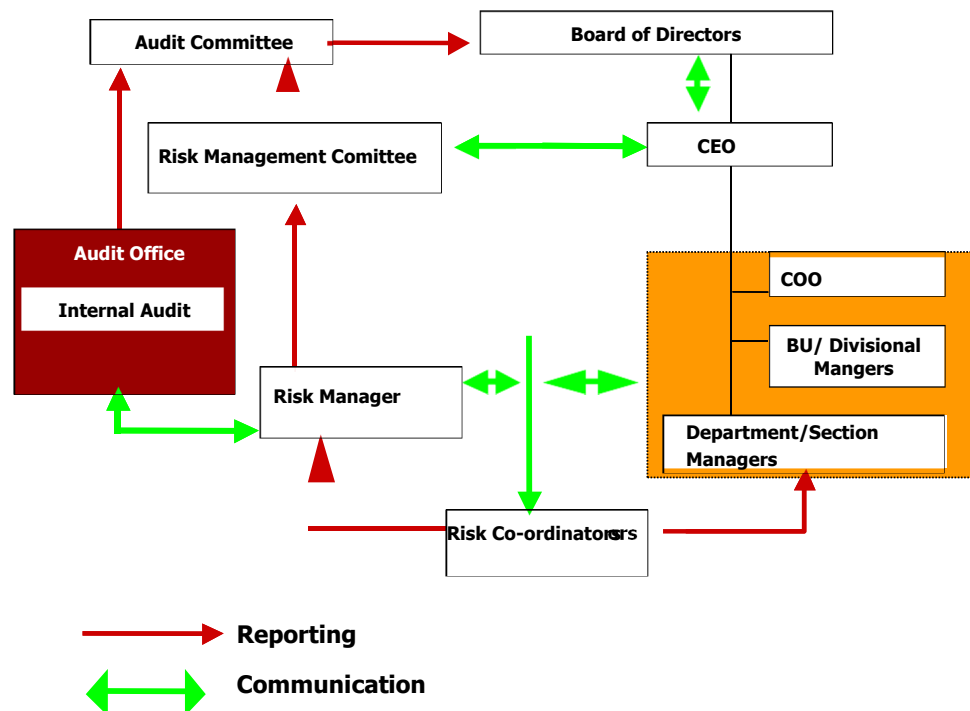 Audit Committee
Board of Directors
Risk Management Comittee
CEO
Audit Office
Internal Audit
COO
BU/ Divisional
Mangers
Risk Manager
Department/Section
Managers
Risk Co-ordinators ors
Reporting
Communication